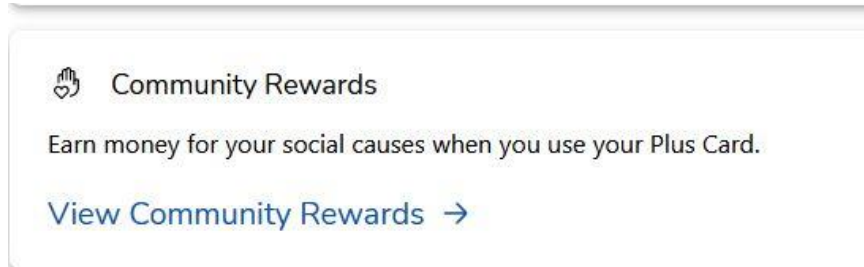 Community Rewards
Earn money for your social causes when you use your Plus Card.
View Community Rewards →